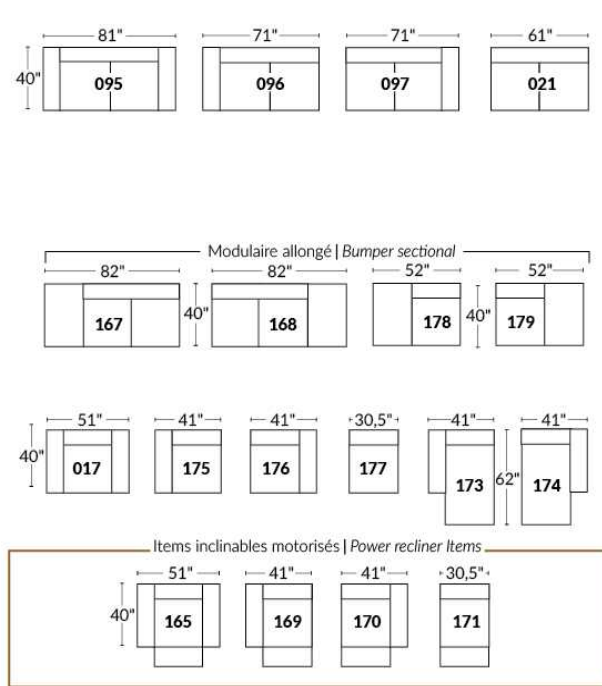 81" 71" 71" 61"
40" 095 096 097 021
Modulaire allongé | Bumper sectional
82" 82" 52" 52"
167 40" 168 178 40" 179
51" 41" 41" 30,5" 41" 41"
40" 017 175 176 177 173 62" 174
Items inclinables motorisés | Power recliner Items
51" 41" 41" 30,5"
40" 165 169 170 171